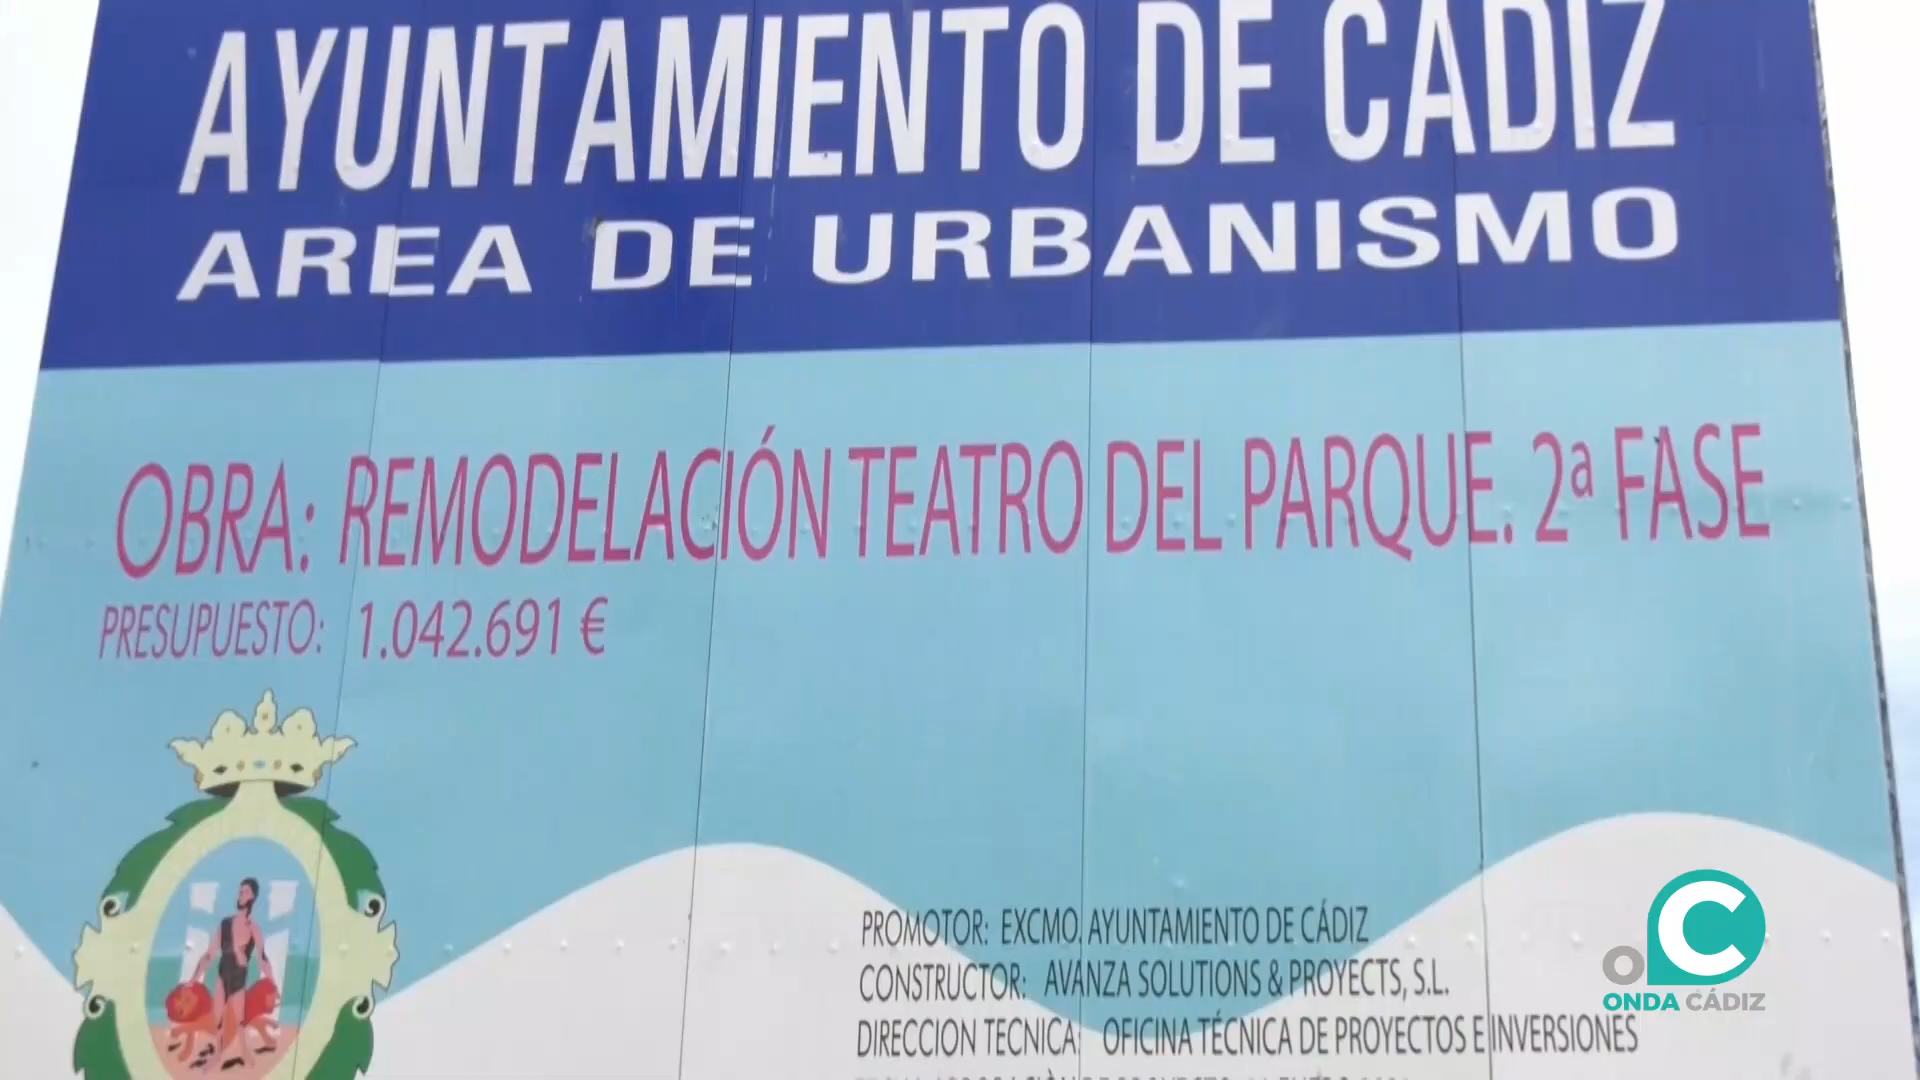 AYUNTAMIENTO DE CÁDIZ
AREA DE URBANISMO
OBRA: REMODELACIÓN TEATRO DEL PARQUE. 2ª FASE
PRESUPUESTO: 1.042.691 €
PROMOTOR: EXCMO. AYUNTAMIENTO DE CÁDIZ
CONSTRUCTOR: AVANZA SOLUTIONS & PROYECTS, S.L.
DIRECCION TECNICA: OFICINA TÉCNICA DE PROYECTOS E INVERSIONES
O C
ONDA CÁDIZ